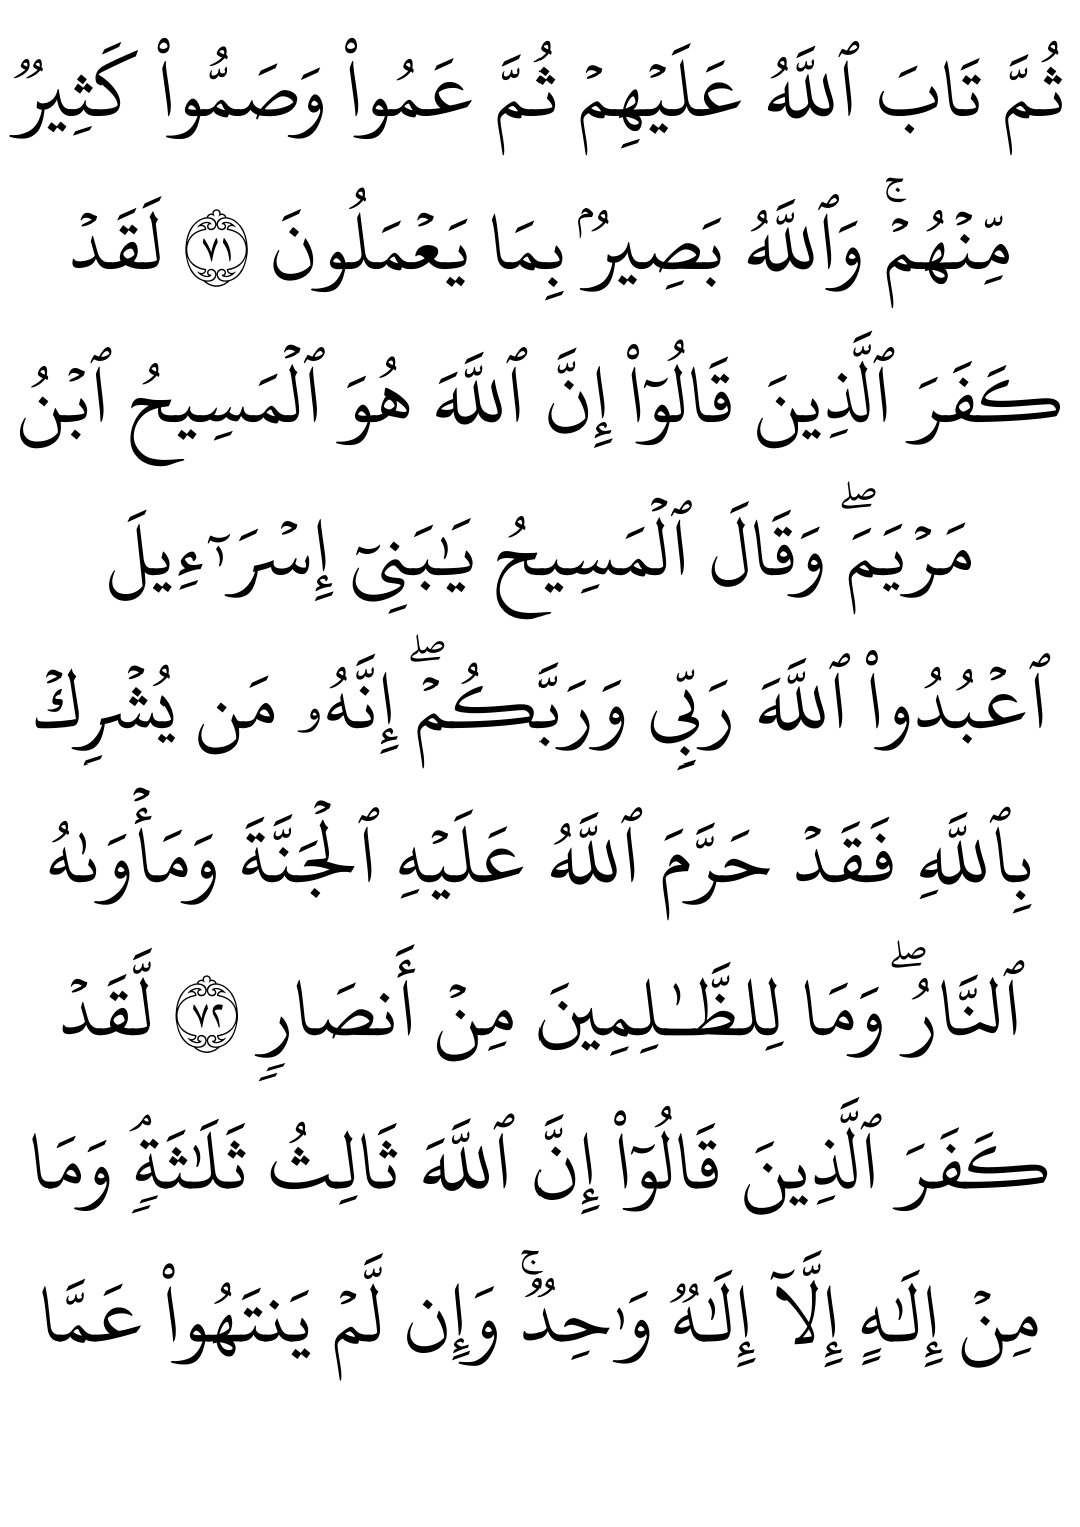 ثُمَّ تَابَ ٱللَّهُ عَلَيۡهِمۡ ثُمَّ عَمُواْ وَصَمُّواْ كَثِيرٞ
مِّنۡهُمۡۚ وَٱللَّهُ بَصِيرُۢ بِمَا يَعۡمَلُونَ ٧١ لَقَدۡ
كَفَرَ ٱلَّذِينَ قَالُوٓاْ إِنَّ ٱللَّهَ هُوَ ٱلۡمَسِيحُ ٱبۡنُ
مَرۡيَمَۖ وَقَالَ ٱلۡمَسِيحُ يَٰبَنِيٓ إِسۡرَٰٓءِيلَ
ٱعۡبُدُواْ ٱللَّهَ رَبِّي وَرَبَّكُمۡۖ إِنَّهُۥ مَن يُشۡرِكۡ
بِٱللَّهِ فَقَدۡ حَرَّمَ ٱللَّهُ عَلَيۡهِ ٱلۡجَنَّةَ وَمَأۡوَىٰهُ
ٱلنَّارُۖ وَمَا لِلظَّـٰلِمِينَ مِنۡ أَنصَارٖ ٧٢ لَّقَدۡ
كَفَرَ ٱلَّذِينَ قَالُوٓاْ إِنَّ ٱللَّهَ ثَالِثُ ثَلَٰثَةٖۘ وَمَا
مِنۡ إِلَٰهٍ إِلَّآ إِلَٰهٞ وَٰحِدٞۚ وَإِن لَّمۡ يَنتَهُواْ عَمَّا